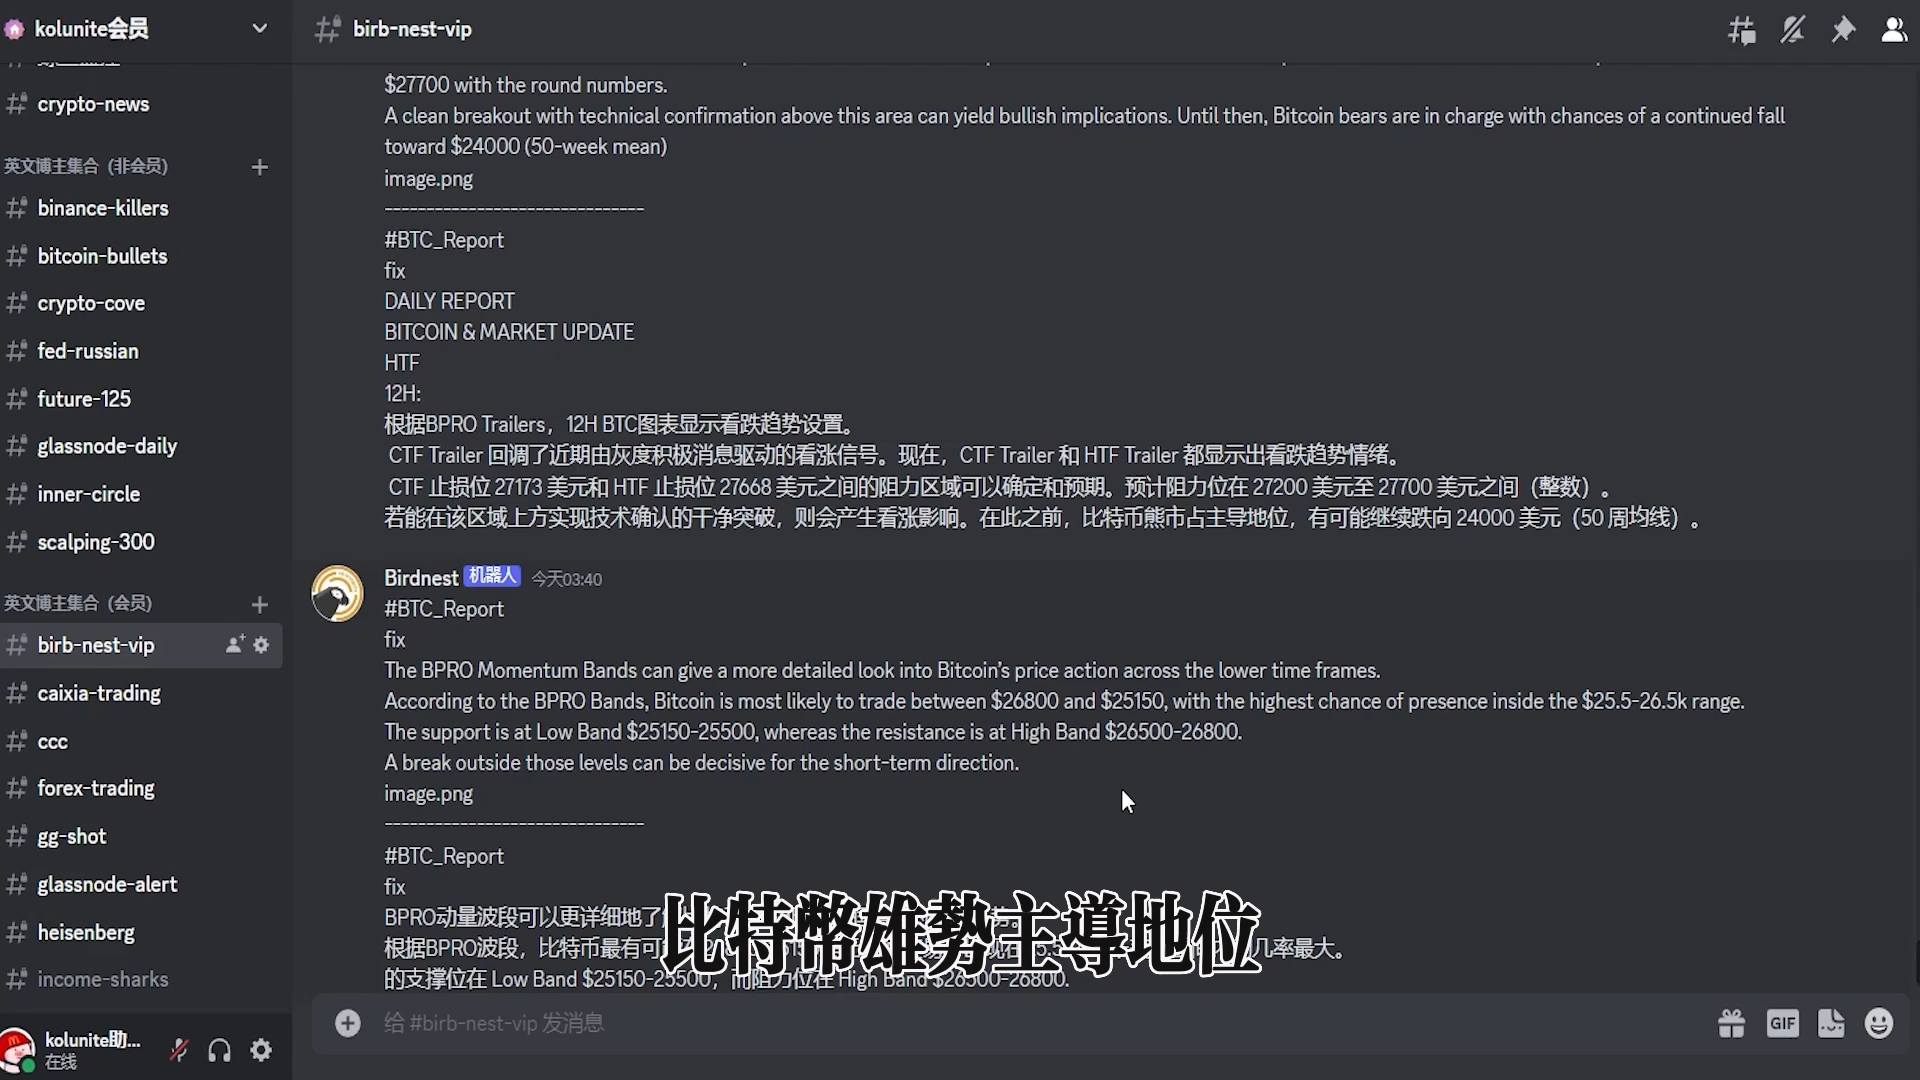 kolunite会员
birb-nest-vip
crypto-news
英文博主集合 (非会员)
binance-killers
bitcoin-bullets
crypto-cove
fed-russian
future-125
glassnode-daily
inner-circle
scalping-300
英文博主集合 (会员)
birb-nest-vip
caixia-trading
ccc
forex-trading
gg-shot
glassnode-alert
heisenberg
income-sharks
kolunite助...
在线
$27700 with the round numbers.
A clean breakout with technical confirmation above this area can yield bullish implications. Until then, Bitcoin bears are in charge with chances of a continued fall
toward $24000 (50-week mean)
image.png
-------------------------------
#BTC_Report
fix
DAILY REPORT
BITCOIN & MARKET UPDATE
HTF
12H:
根据BPRO Trailers，12H BTC图表显示看跌趋势设置。
CTF Trailer 回调了近期由灰度积极消息驱动的看涨信号。现在，CTF Trailer 和 HTF Trailer 都显示出看跌趋势情绪。
CTF 止损位 27173 美元和 HTF 止损位 27668 美元之间的阻力区域可以确定和预期。预计阻力位在 27200 美元至 27700 美元之间（整数）。
若能在该区域上方实现技术确认的干净突破，则会产生看涨影响。在此之前，比特币熊市占主导地位，有可能继续跌向 24000 美元（50 周均线）。
Birdnest 机器人 今天03:40
#BTC_Report
fix
The BPRO Momentum Bands can give a more detailed look into Bitcoin's price action across the lower time frames.
According to the BPRO Bands, Bitcoin is most likely to trade between $26800 and $25150, with the highest chance of presence inside the $25.5-26.5k range.
The support is at Low Band $25150-25500, whereas the resistance is at High Band $26500-26800.
A break outside those levels can be decisive for the short-term direction.
image.png
-------------------------------
#BTC_Report
fix
BPRO动量波段可以更详细地了
根据BPRO波段，比特币最有可 几率最大。
的支撑位在 Low Band $25150-25500，而阻力位在 High Band $26500-26800.
比特幣雄勢主導地位
给 #birb-nest-vip 发消息
GIF